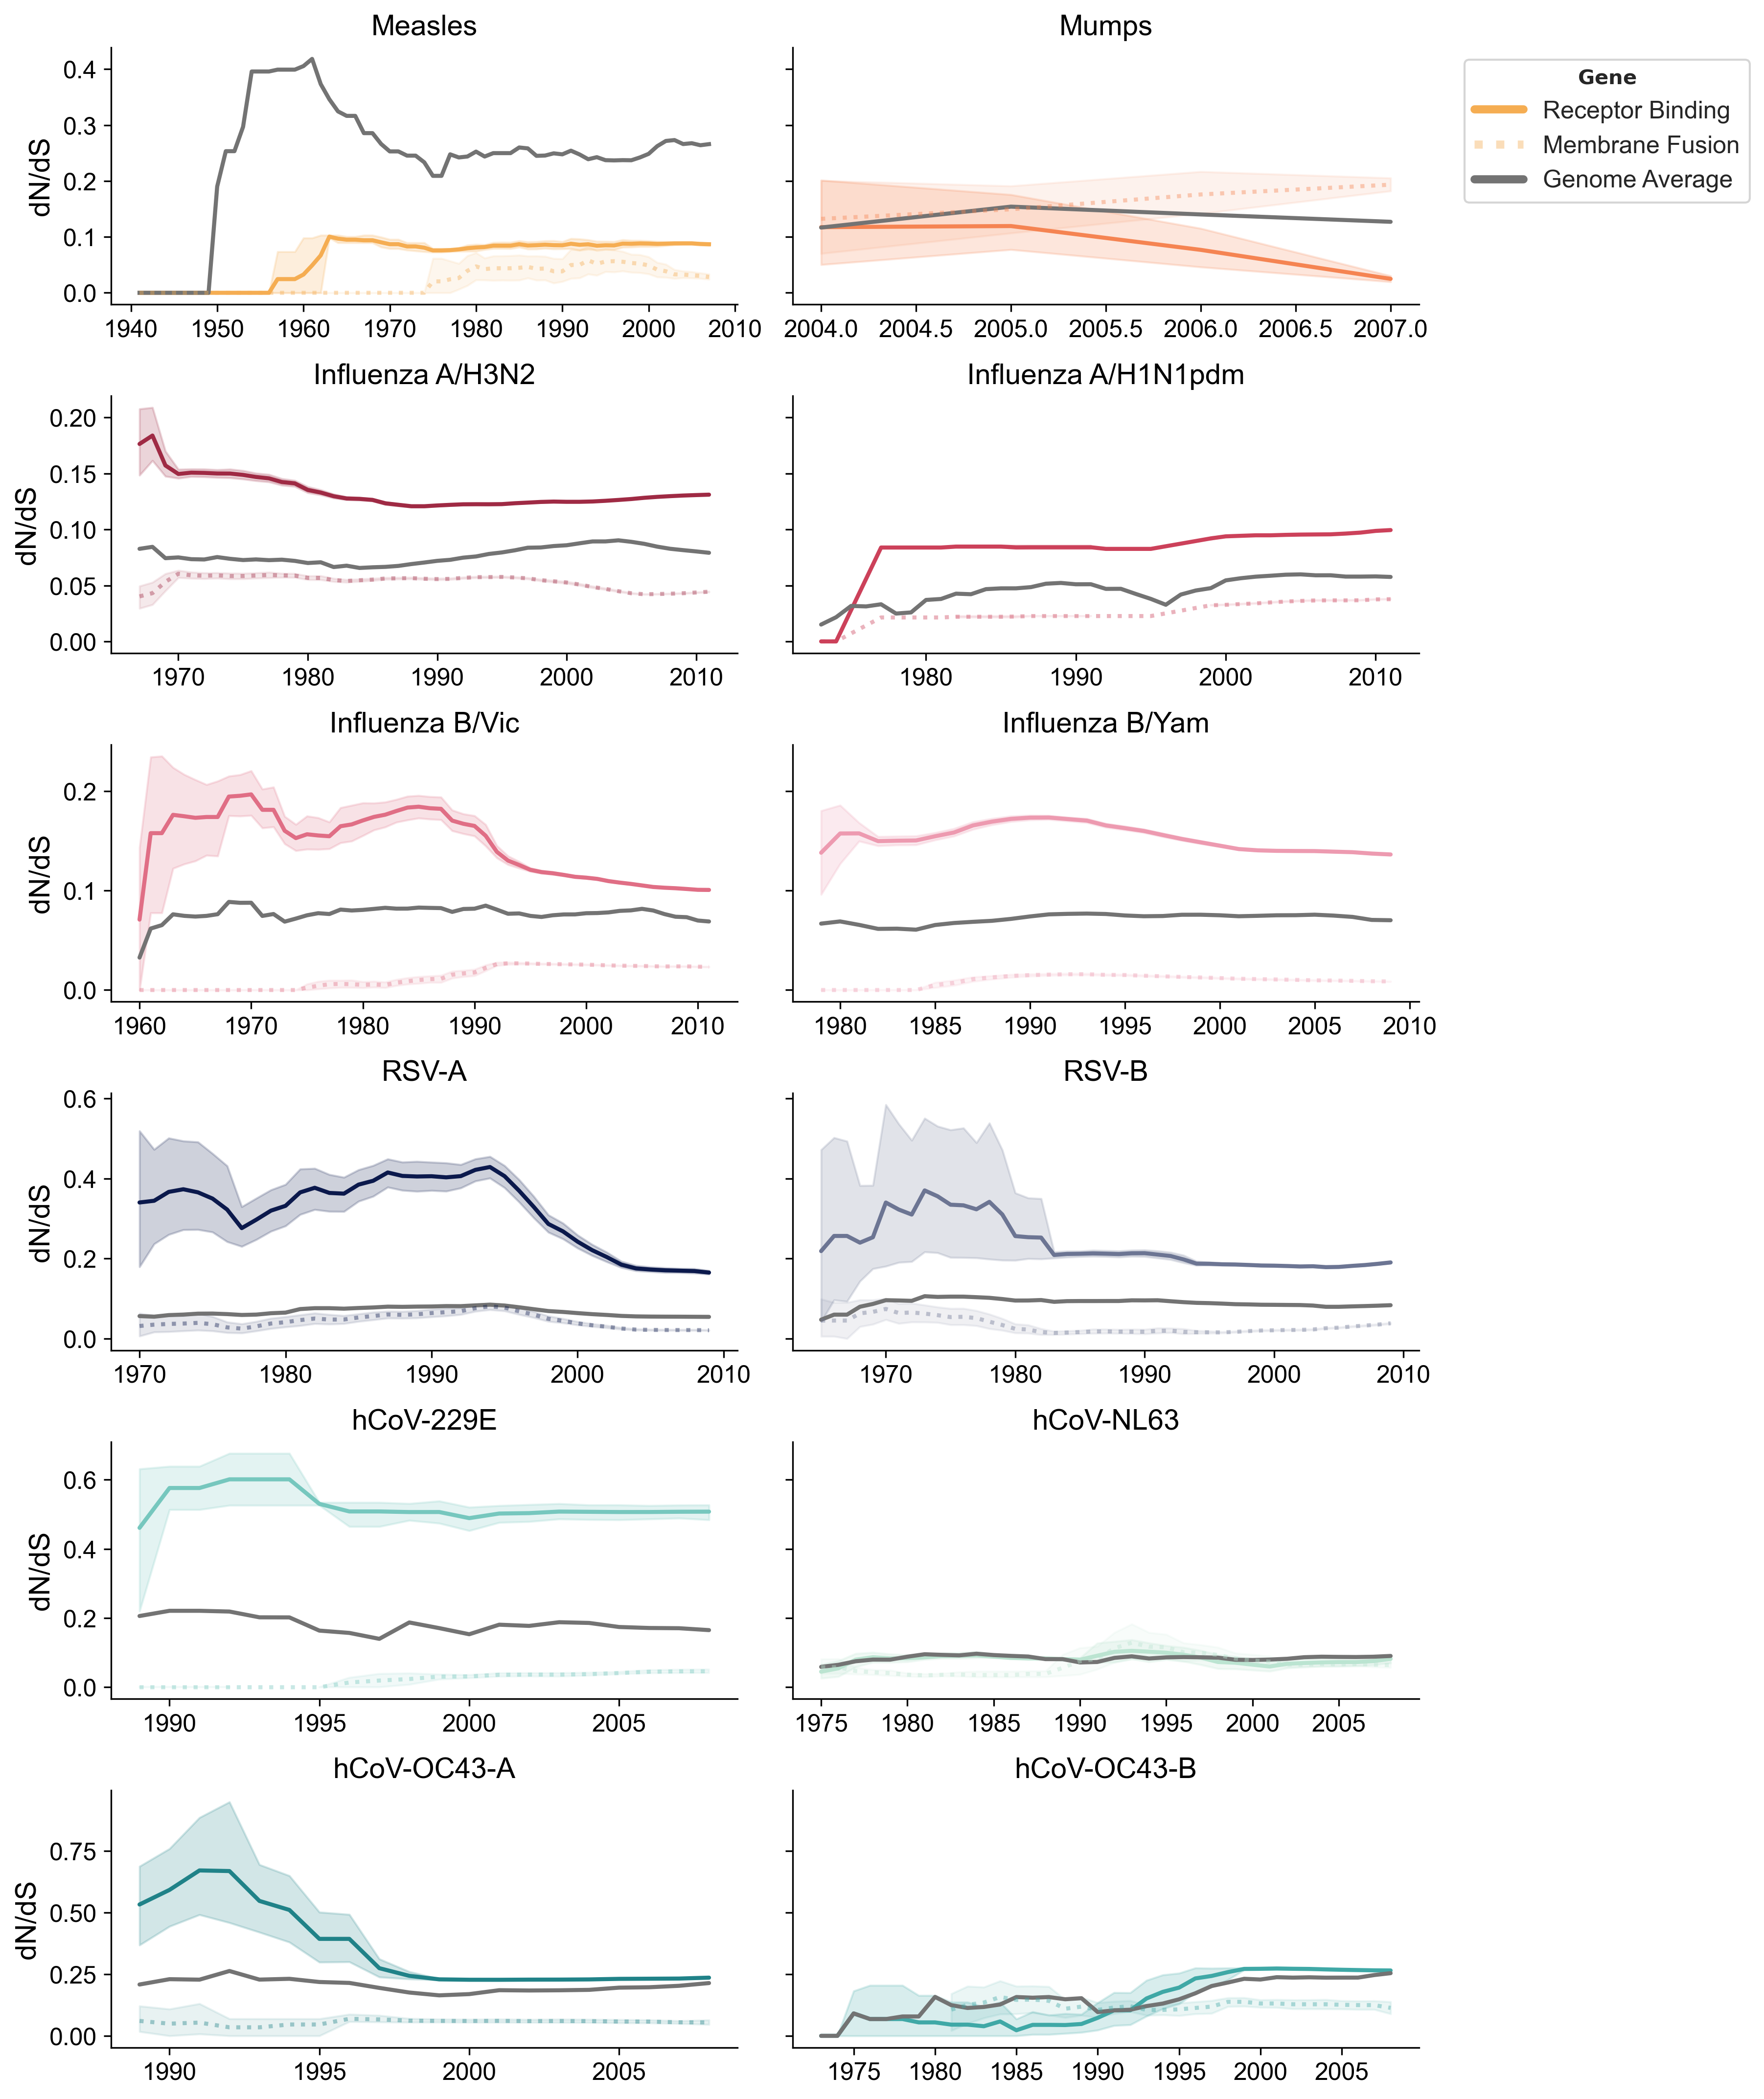 Measles
dN/dS
0.4
0.3
0.2
0.1
0.0
1940 1950 1960 1970 1980 1990 2000 2010
Mumps
2004.0 2004.5 2005.0 2005.5 2006.0 2006.5 2007.0
Gene
Receptor Binding
Membrane Fusion
Genome Average
Influenza A/H3N2
dN/dS
0.20
0.15
0.10
0.05
0.00
1970 1980 1990 2000 2010
Influenza A/H1N1pdm
1980 1990 2000 2010
Influenza B/Vic
dN/dS
0.2
0.1
0.0
1960 1970 1980 1990 2000 2010
Influenza B/Yam
1980 1985 1990 1995 2000 2005 2010
RSV-A
dN/dS
0.6
0.4
0.2
0.0
1970 1980 1990 2000 2010
RSV-B
1970 1980 1990 2000 2010
hCoV-229E
dN/dS
0.6
0.4
0.2
0.0
1990 1995 2000 2005
hCoV-NL63
1975 1980 1985 1990 1995 2000 2005
hCoV-OC43-A
dN/dS
0.75
0.50
0.25
0.00
1990 1995 2000 2005
hCoV-OC43-B
1975 1980 1985 1990 1995 2000 2005